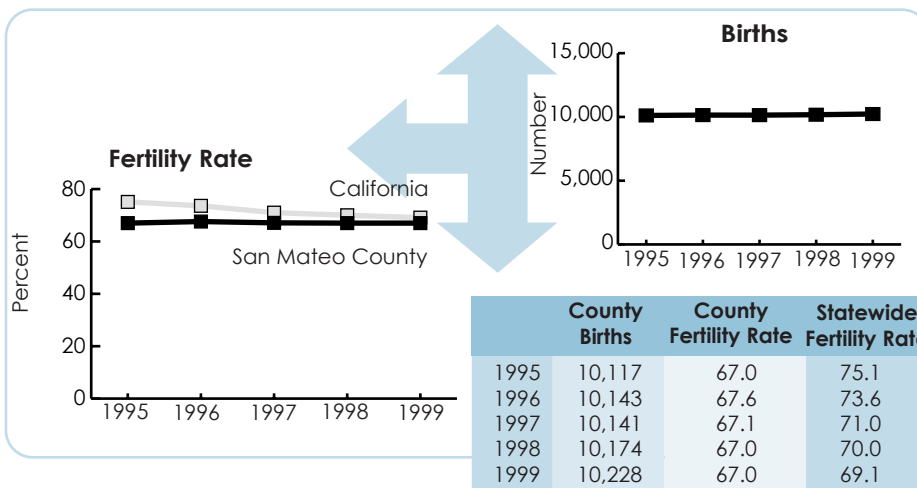 Births
15,000
10,000
5,000
0
Number
1995 1996 1997 1998 1999
Fertility Rate
80
60
40
20
0
Percent
California
San Mateo County
1995 1996 1997 1998 1999
County Births County Fertility Rate Statewide Fertility Rate
1995 10,117 67.0 75.1
1996 10,143 67.6 73.6
1997 10,141 67.1 71.0
1998 10,174 67.0 70.0
1999 10,228 67.0 69.1